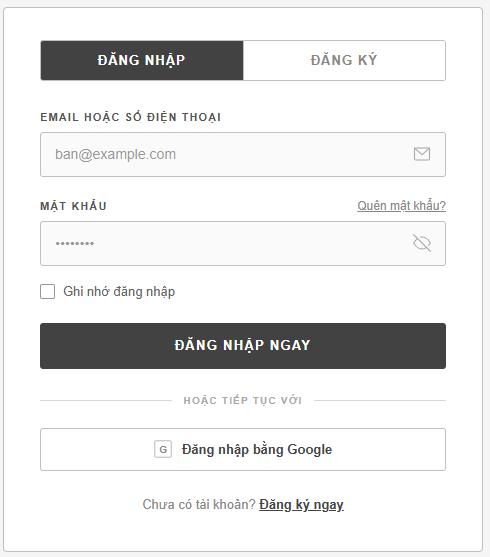 ĐĂNG NHẬP
ĐĂNG KÝ
EMAIL HOẶC SỐ ĐIỆN THOẠI
ban@example.com
MẬT KHẨU
Quên mật khẩu?
••••••••
Ghi nhớ đăng nhập
ĐĂNG NHẬP NGAY
HOẶC TIẾP TỤC VỚI
G Đăng nhập bằng Google
Chưa có tài khoản? Đăng ký ngay